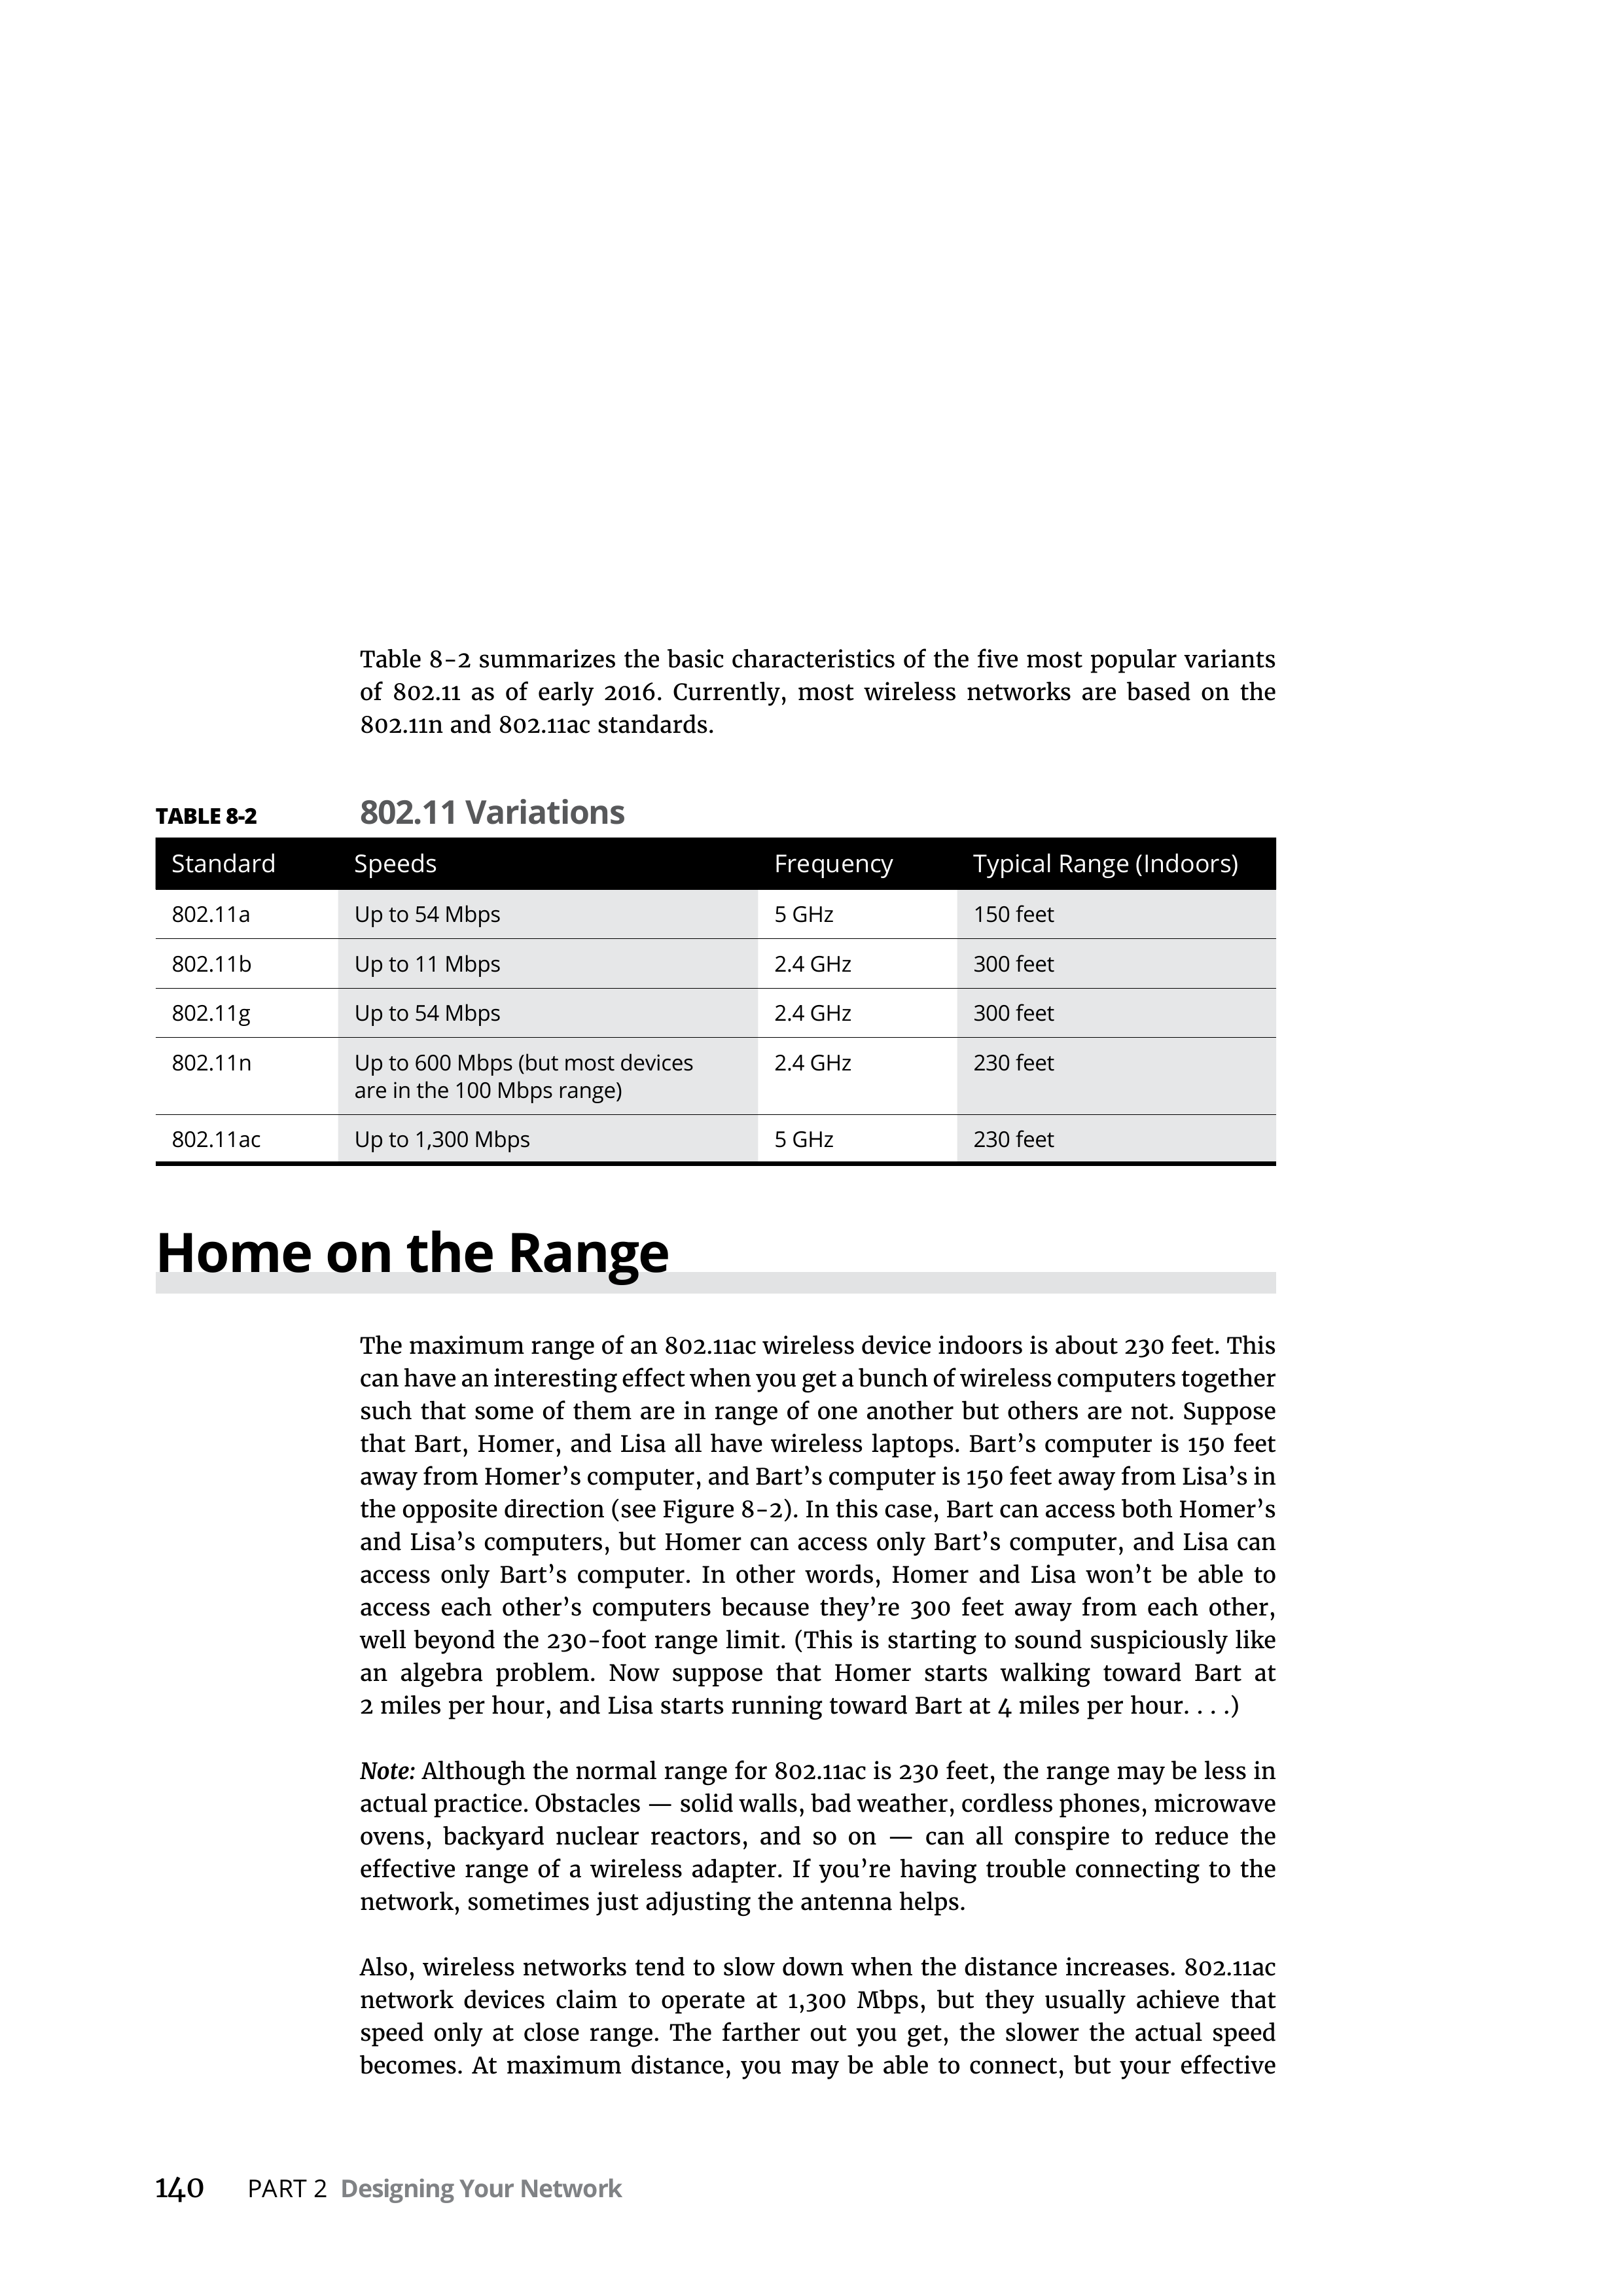 Table 8-2 summarizes the basic characteristics of the five most popular variants
of 802.11 as of early 2016. Currently, most wireless networks are based on the
802.11n and 802.11ac standards.
TABLE 8-2 802.11 Variations
Standard Speeds Frequency Typical Range (Indoors)
802.11a Up to 54 Mbps 5 GHz 150 feet
802.11b Up to 11 Mbps 2.4 GHz 300 feet
802.11g Up to 54 Mbps 2.4 GHz 300 feet
802.11n Up to 600 Mbps (but most devices 2.4 GHz 230 feet
are in the 100 Mbps range)
802.11ac Up to 1,300 Mbps 5 GHz 230 feet
Home on the Range
The maximum range of an 802.11ac wireless device indoors is about 230 feet. This
can have an interesting effect when you get a bunch of wireless computers together
such that some of them are in range of one another but others are not. Suppose
that Bart, Homer, and Lisa all have wireless laptops. Bart’s computer is 150 feet
away from Homer’s computer, and Bart’s computer is 150 feet away from Lisa’s in
the opposite direction (see Figure 8-2). In this case, Bart can access both Homer’s
and Lisa’s computers, but Homer can access only Bart’s computer, and Lisa can
access only Bart’s computer. In other words, Homer and Lisa won’t be able to
access each other’s computers because they’re 300 feet away from each other,
well beyond the 230-foot range limit. (This is starting to sound suspiciously like
an algebra problem. Now suppose that Homer starts walking toward Bart at
2 miles per hour, and Lisa starts running toward Bart at 4 miles per hour. . . .)
Note: Although the normal range for 802.11ac is 230 feet, the range may be less in
actual practice. Obstacles — solid walls, bad weather, cordless phones, microwave
ovens, backyard nuclear reactors, and so on — can all conspire to reduce the
effective range of a wireless adapter. If you’re having trouble connecting to the
network, sometimes just adjusting the antenna helps.
Also, wireless networks tend to slow down when the distance increases. 802.11ac
network devices claim to operate at 1,300 Mbps, but they usually achieve that
speed only at close range. The farther out you get, the slower the actual speed
becomes. At maximum distance, you may be able to connect, but your effective
140 PART 2 Designing Your Network